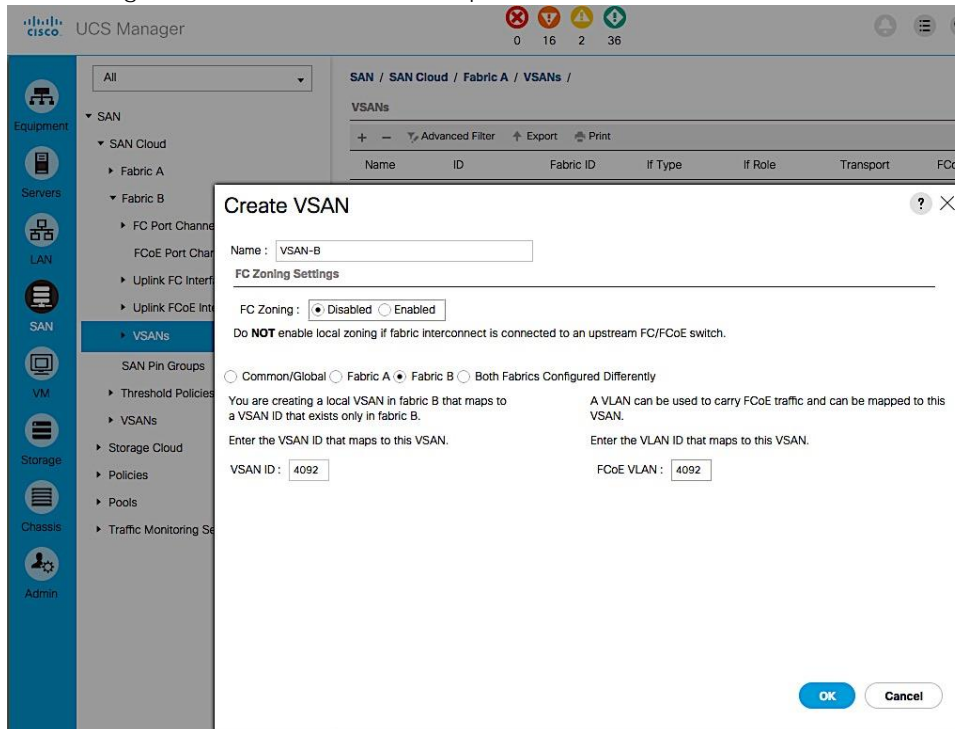 cisco.
UCS Manager
0 16 2 36
Equipment
Servers
LAN
SAN
VM
Storage
Chassis
Admin
All
SAN
SAN Cloud
Fabric A
Fabric B
FC Port Channe
FCoE Port Char
Uplink FC Interf
Uplink FCoE Inte
VSANs
SAN Pin Groups
Threshold Policies
VSANs
Storage Cloud
Policies
Pools
Traffic Monitoring Se
SAN / SAN Cloud / Fabric A / VSANs /
VSANs
+ − Advanced Filter Export Print
Name ID Fabric ID If Type If Role Transport FCo
Create VSAN
? ×
Name : VSAN-B
FC Zoning Settings
FC Zoning : Disabled Enabled
Do NOT enable local zoning if fabric interconnect is connected to an upstream FC/FCoE switch.
Common/Global Fabric A Fabric B Both Fabrics Configured Differently
You are creating a local VSAN in fabric B that maps to
a VSAN ID that exists only in fabric B.
Enter the VSAN ID that maps to this VSAN.
VSAN ID : 4092
A VLAN can be used to carry FCoE traffic and can be mapped to this
VSAN.
Enter the VLAN ID that maps to this VSAN.
FCoE VLAN : 4092
OK Cancel